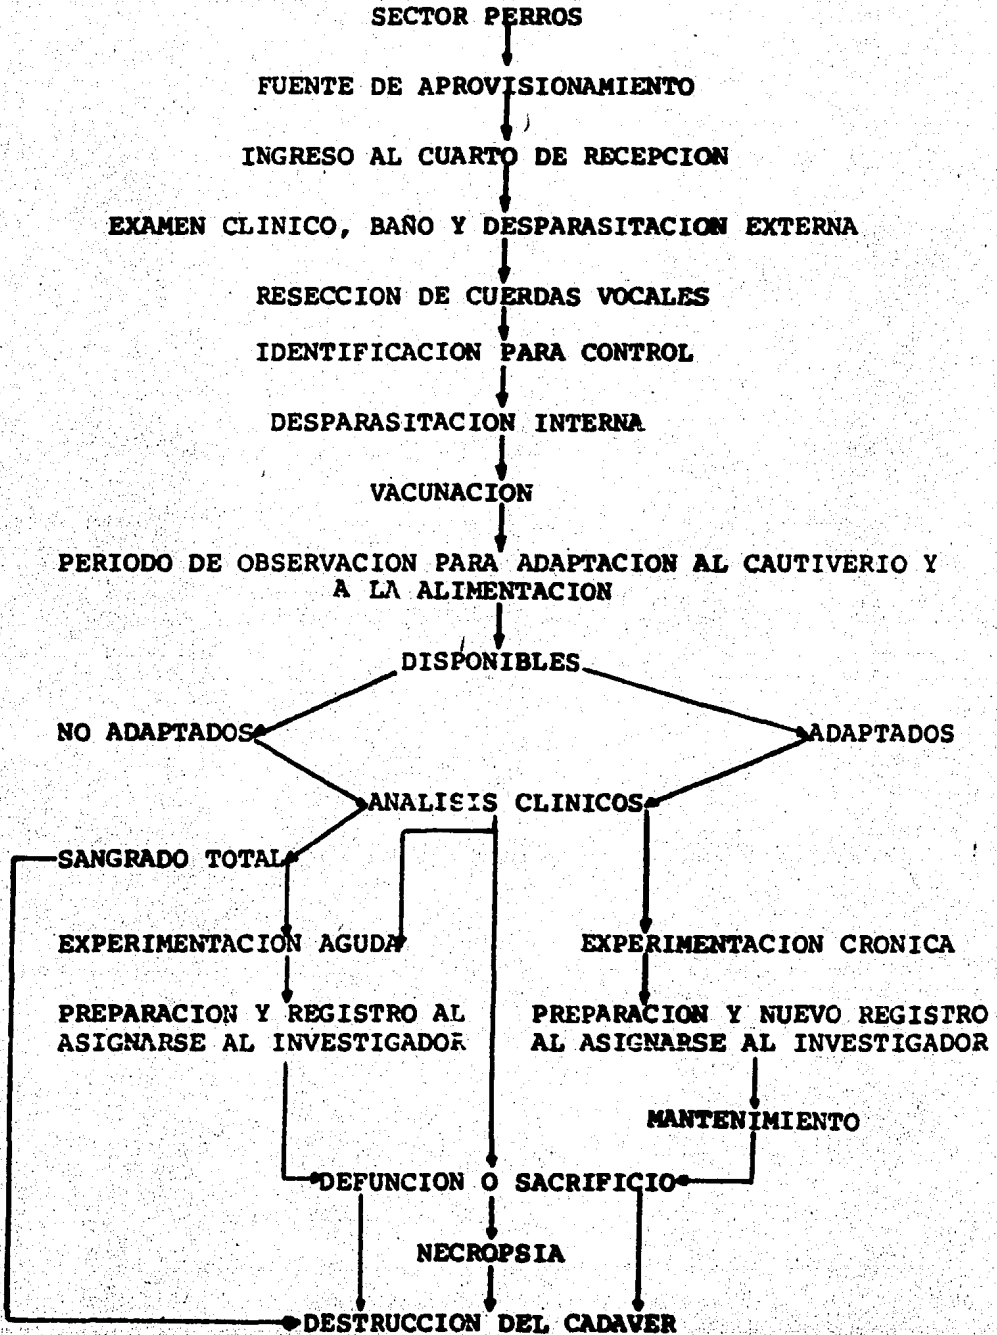 SECTOR PERROS
FUENTE DE APROVISIONAMIENTO
INGRESO AL CUARTO DE RECEPCION
EXAMEN CLINICO, BAÑO Y DESPARASITACION EXTERNA
RESECCION DE CUERDAS VOCALES
IDENTIFICACION PARA CONTROL
DESPARASITACION INTERNA
VACUNACION
PERIODO DE OBSERVACION PARA ADAPTACION AL CAUTIVERIO Y
A LA ALIMENTACION
DISPONIBLES
NO ADAPTADOS
ADAPTADOS
ANALISIS CLINICOS
SANGRADO TOTAL
EXPERIMENTACION AGUDA
EXPERIMENTACION CRONICA
PREPARACION Y REGISTRO AL
ASIGNARSE AL INVESTIGADOR
PREPARACION Y NUEVO REGISTRO
AL ASIGNARSE AL INVESTIGADOR
MANTENIMIENTO
DEFUNCION O SACRIFICIO
NECROPSIA
DESTRUCCION DEL CADAVER